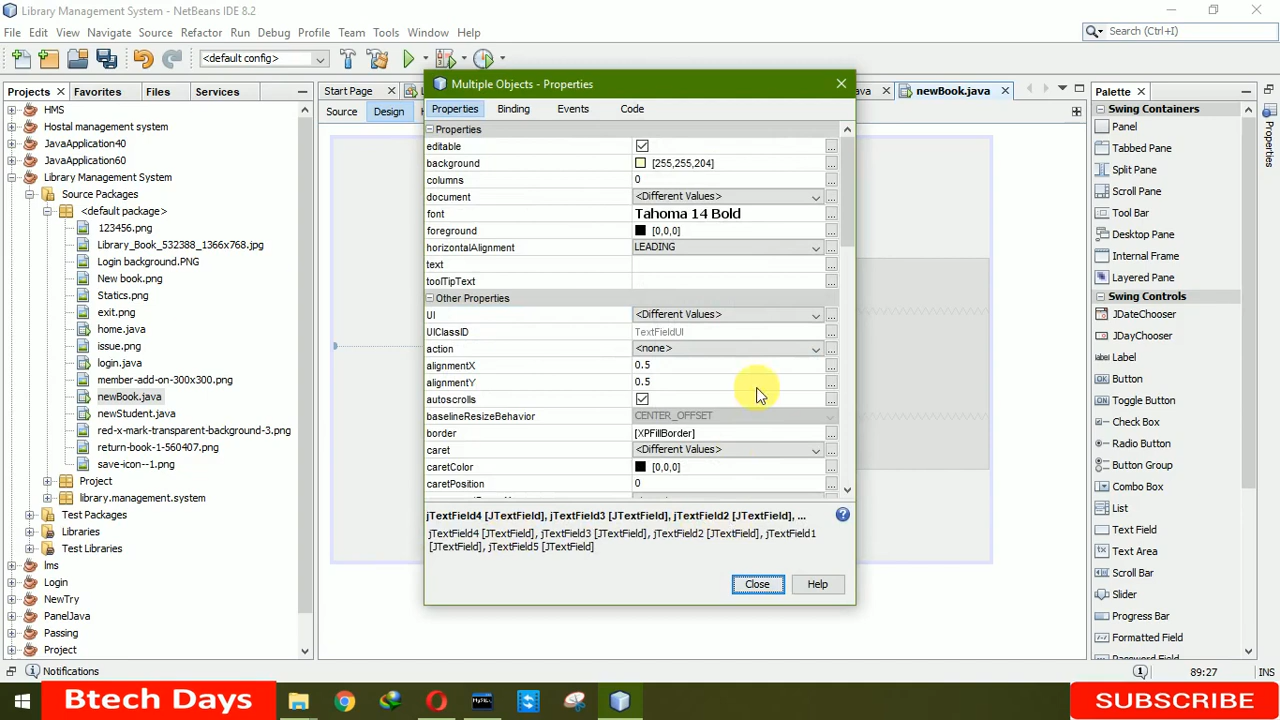 Library Management System - NetBeans IDE 8.2
File Edit View Navigate Source Refactor Run Debug Profile Team Tools Window Help
Search (Ctrl+I)
<default config>
Projects Favorites Files Services
HMS
Hostal management system
JavaApplication40
JavaApplication60
Library Management System
Source Packages
<default package>
123456.png
Library_Book_532388_1366x768.jpg
Login background.PNG
New book.png
Statics.png
exit.png
home.java
issue.png
login.java
member-add-on-300x300.png
newBook.java
newStudent.java
red-x-mark-transparent-background-3.png
return-book-1-560407.png
save-icon--1.png
Project
library.management.system
Test Packages
Libraries
Test Libraries
lms
Login
NewTry
PanelJava
Passing
Project
Start Page
newBook.java
Source Design
Multiple Objects - Properties
Properties Binding Events Code
Properties
editable
background [255,255,204]
columns 0
document <Different Values>
font Tahoma 14 Bold
foreground [0,0,0]
horizontalAlignment LEADING
text
toolTipText
Other Properties
UI <Different Values>
UIClassID TextFieldUI
action <none>
alignmentX 0.5
alignmentY 0.5
autoscrolls
baselineResizeBehavior CENTER_OFFSET
border [XPFillBorder]
caret <Different Values>
caretColor [0,0,0]
caretPosition 0
jTextField4 [JTextField], jTextField3 [JTextField], jTextField2 [JTextField], ...
jTextField4 [JTextField], jTextField3 [JTextField], jTextField2 [JTextField], jTextField1
[JTextField], jTextField5 [JTextField]
Close Help
Palette
Swing Containers
Panel
Tabbed Pane
Split Pane
Scroll Pane
Tool Bar
Desktop Pane
Internal Frame
Layered Pane
Swing Controls
JDateChooser
JDayChooser
Label
Button
Toggle Button
Check Box
Radio Button
Button Group
Combo Box
List
Text Field
Text Area
Scroll Bar
Slider
Progress Bar
Formatted Field
Password Field
Properties
Notifications
89:27 INS
Btech Days
SUBSCRIBE